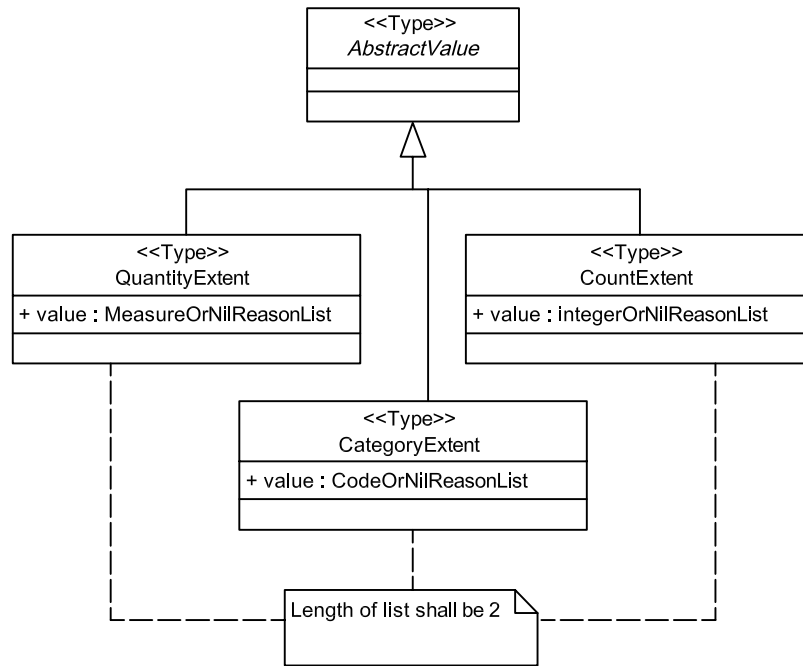 <<Type>>
AbstractValue
<<Type>>
QuantityExtent
+ value : MeasureOrNilReasonList
<<Type>>
CountExtent
+ value : integerOrNilReasonList
<<Type>>
CategoryExtent
+ value : CodeOrNilReasonList
Length of list shall be 2